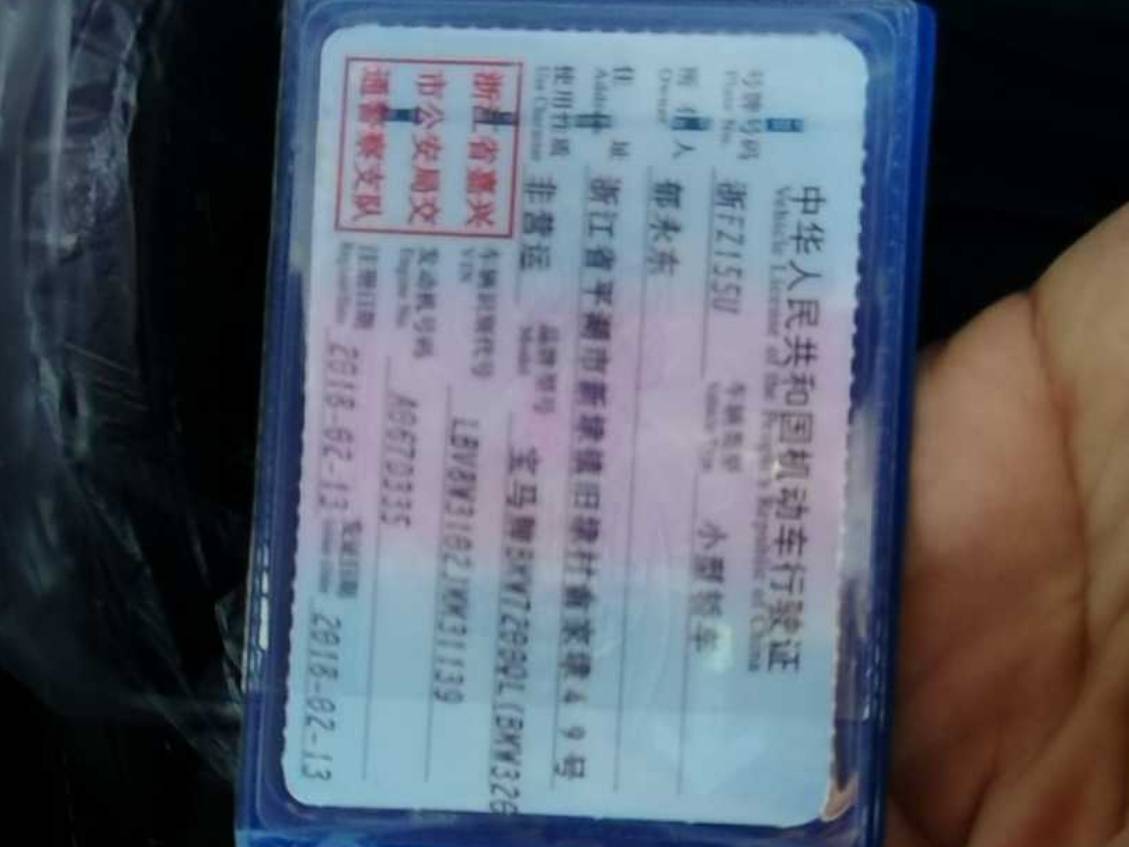 中华人民共和国机动车行驶证
Vehicle License of the People's Republic of China
号牌号码 浙FZ155U 车辆类型 小型轿车
Plate No. Vehicle Type
所有人 郁永东
Owner
住址 浙江省平湖市新埭镇旧埭村俞家埭49号
Address
使用性质 非营运 品牌型号 宝马牌BMW7200QL(BMW320
Use Character Model
浙江省嘉兴
市公安局交
通警察支队
车辆识别代号 LBV8W3102JMK31139
VIN
发动机号码 A0670335
Engine No.
注册日期 2018-02-13 发证日期 2018-02-13
Register Date Issue Date